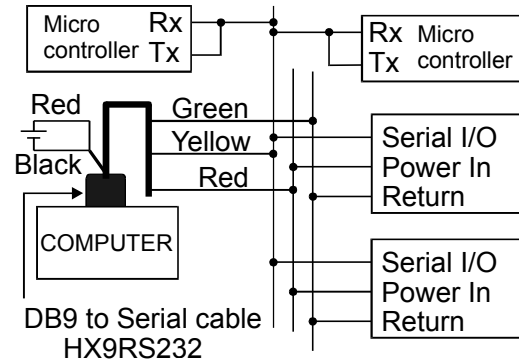 Micro
controller
Rx
Tx
Rx
Tx
Micro
controller
Red
Black
Green
Yellow
Red
Serial I/O
Power In
Return
COMPUTER
Serial I/O
Power In
Return
DB9 to Serial cable
HX9RS232